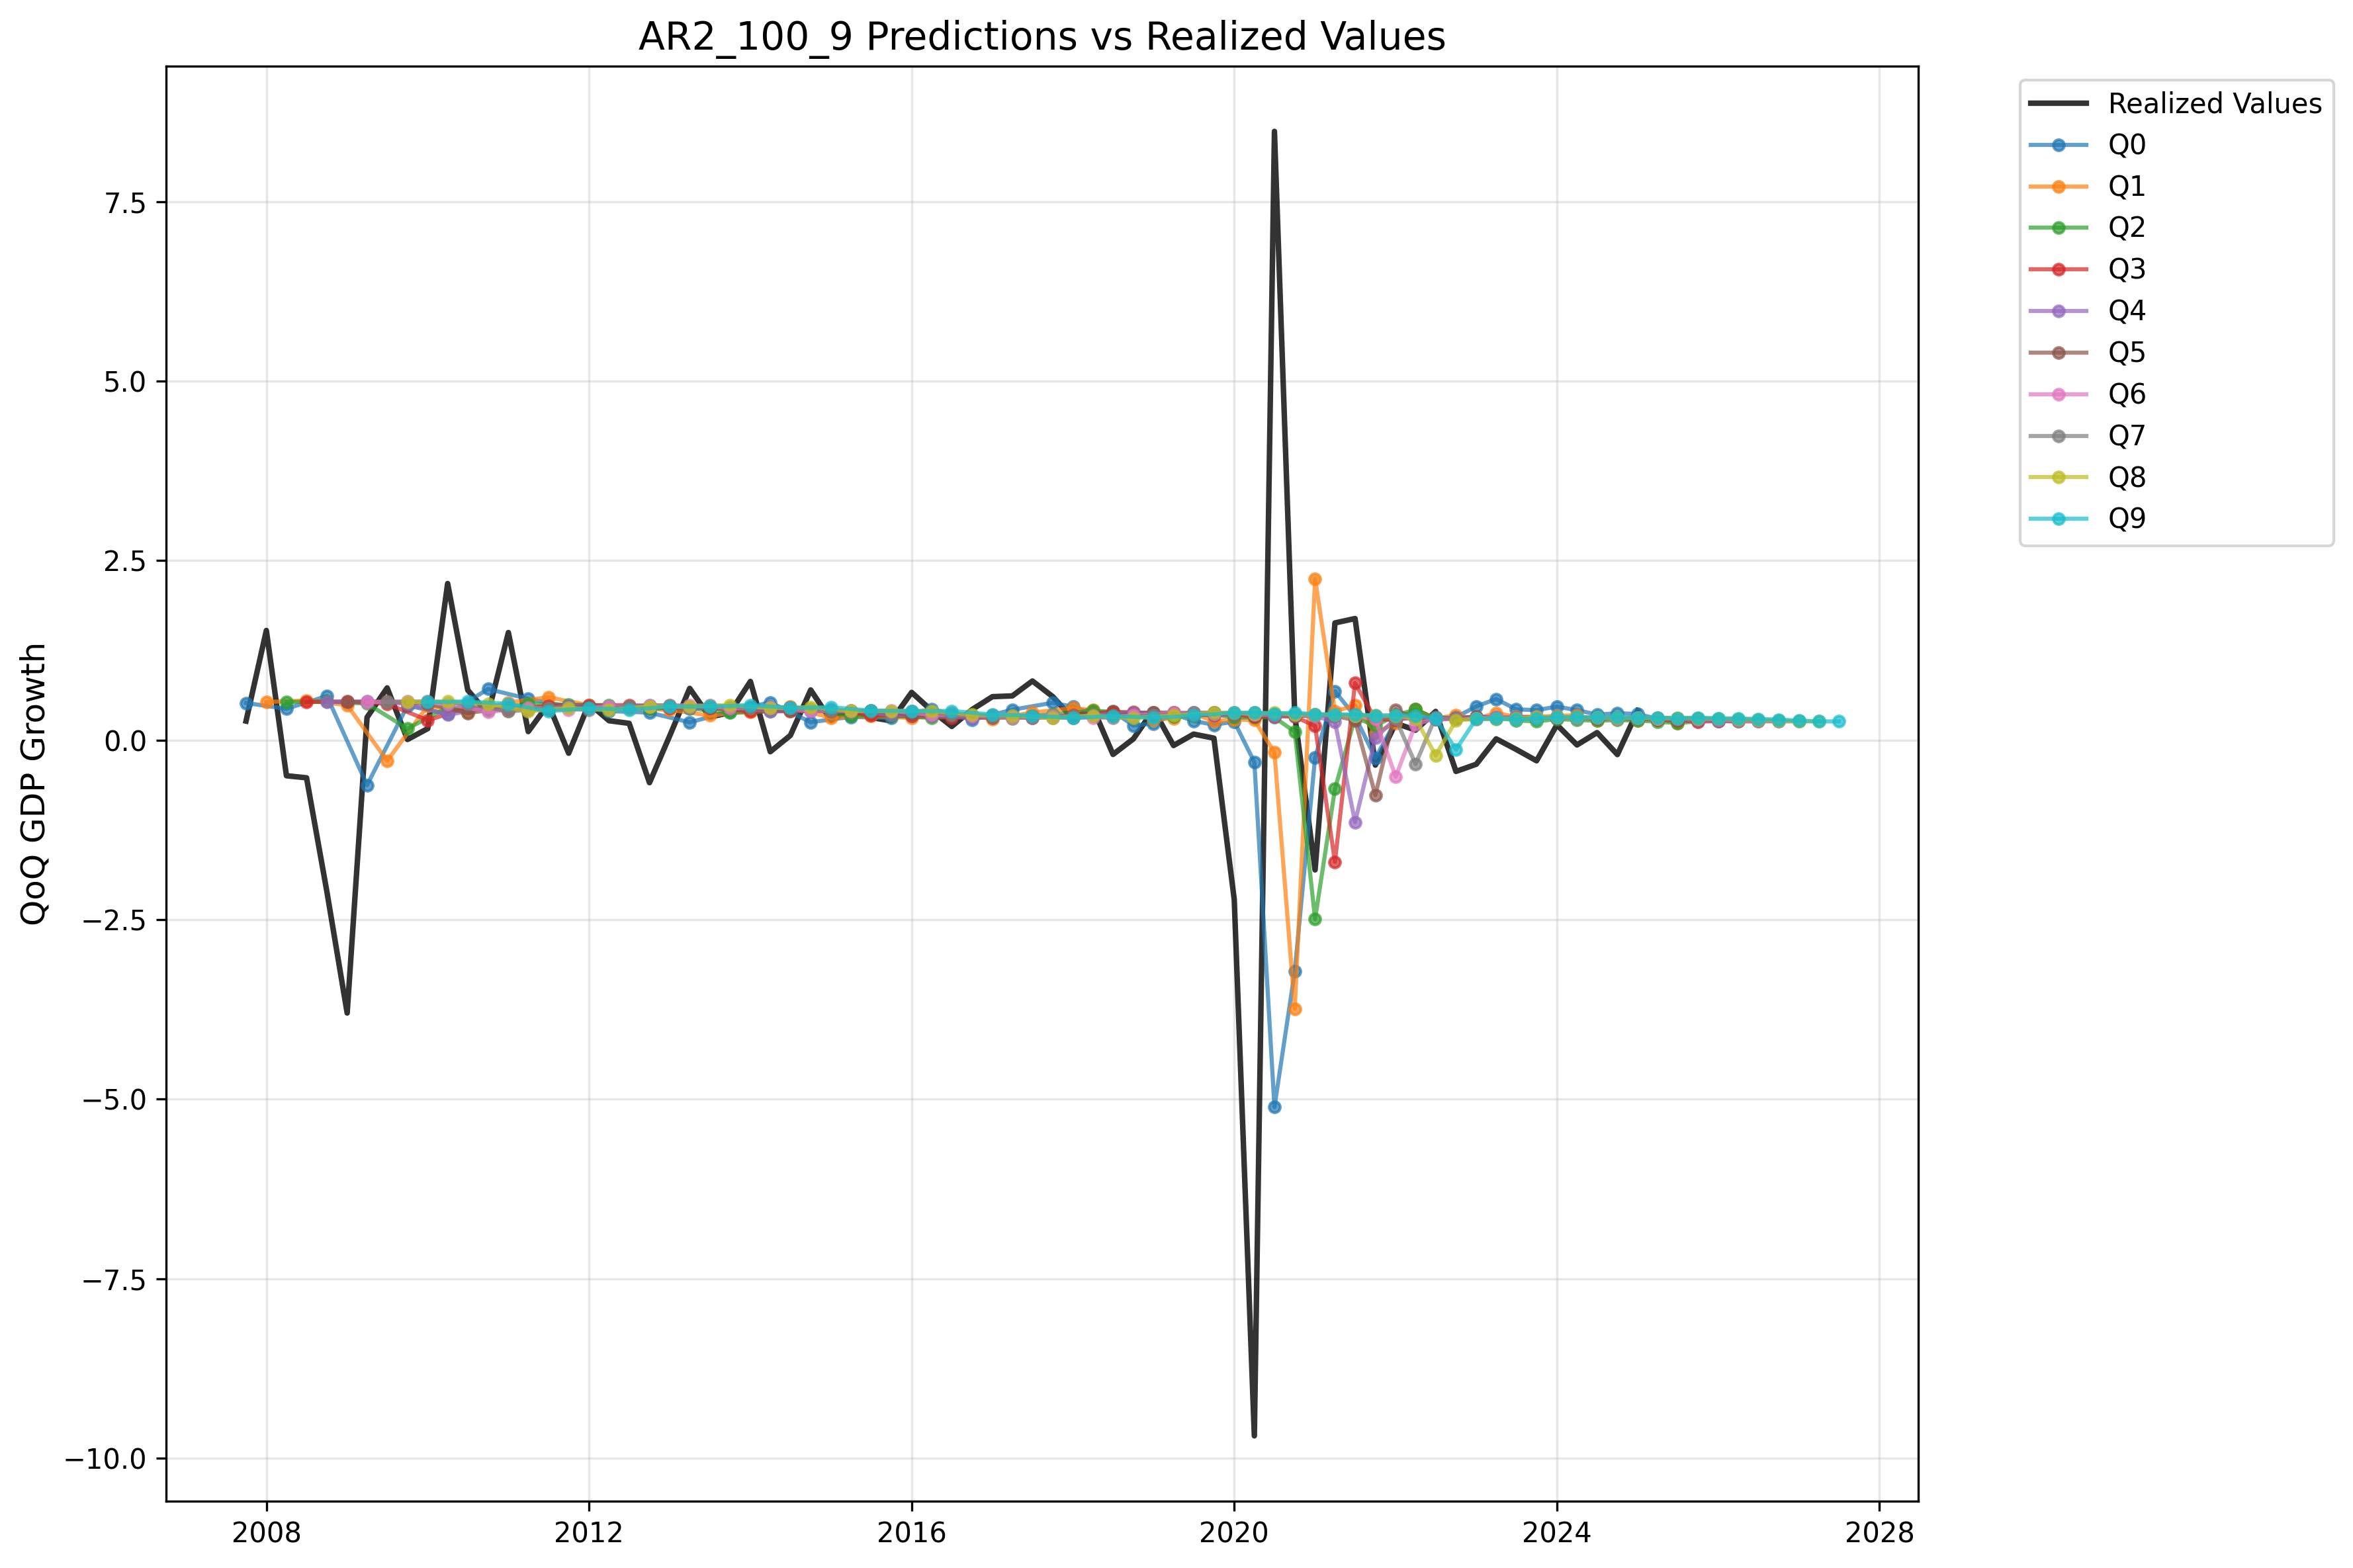 AR2_100_9 Predictions vs Realized Values
QoQ GDP Growth
7.5
5.0
2.5
0.0
−2.5
−5.0
−7.5
−10.0
2008
2012
2016
2020
2024
2028
Realized Values
Q0
Q1
Q2
Q3
Q4
Q5
Q6
Q7
Q8
Q9